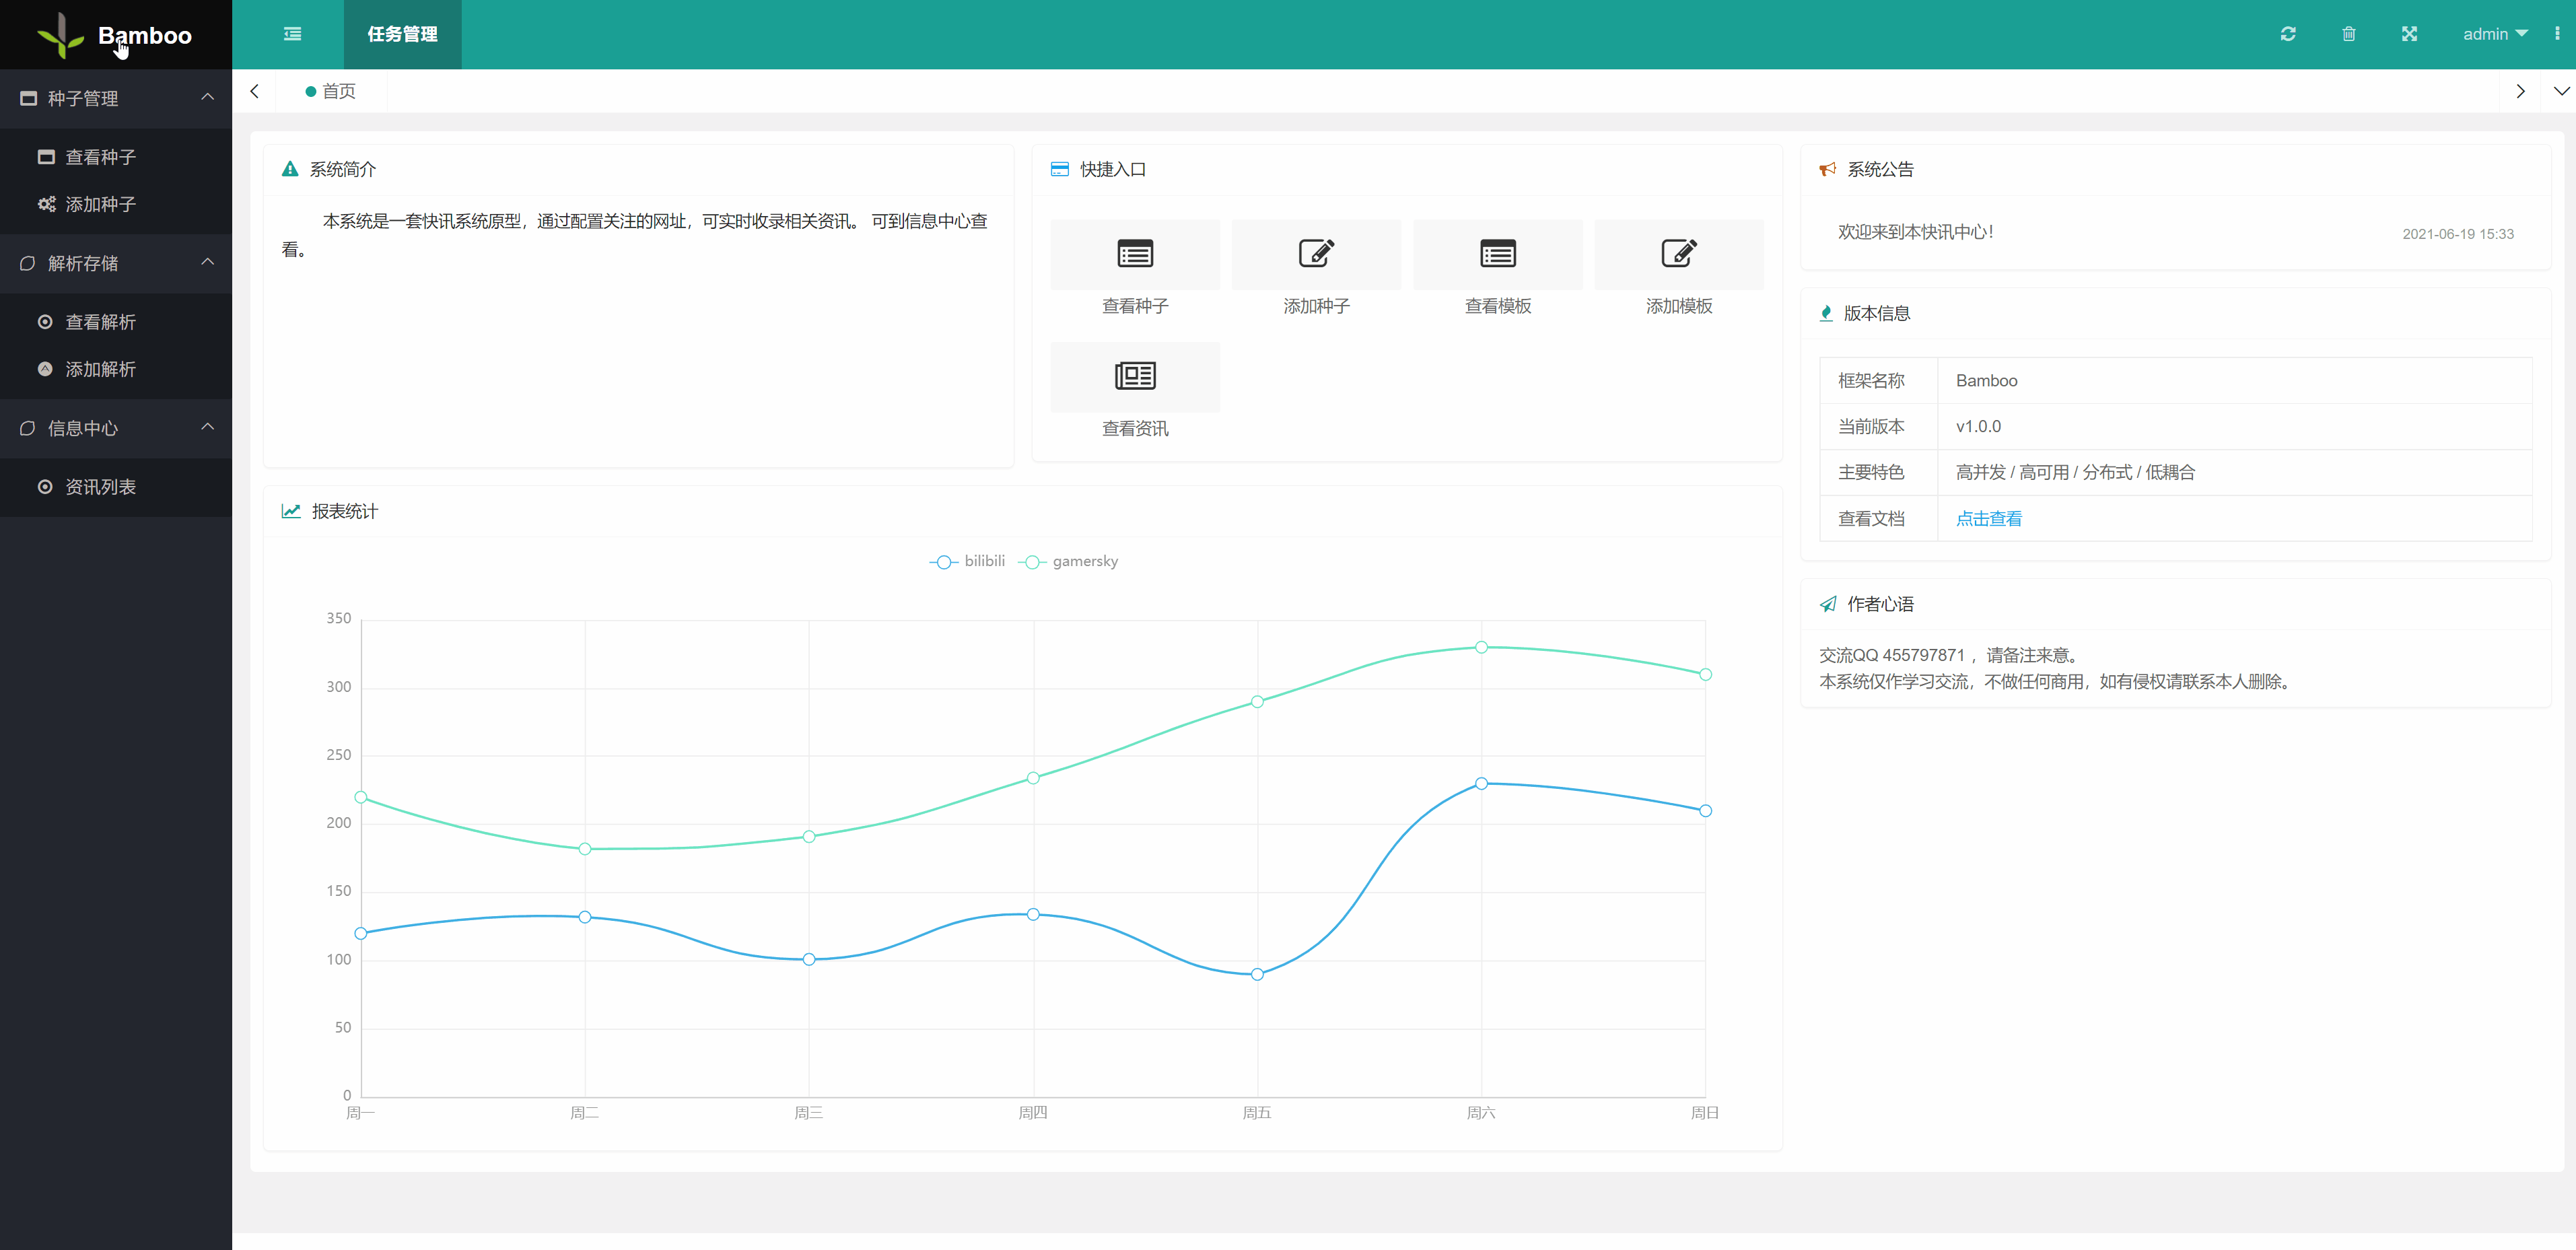 Bamboo
任务管理
admin
种子管理
查看种子
添加种子
解析存储
查看解析
添加解析
信息中心
资讯列表
首页
系统简介
本系统是一套快讯系统原型，通过配置关注的网址，可实时收录相关资讯。 可到信息中心查
看。
快捷入口
查看种子
添加种子
查看模板
添加模板
查看资讯
报表统计
bilibili
gamersky
350
300
250
200
150
100
50
0
周一
周二
周三
周四
周五
周六
周日
系统公告
欢迎来到本快讯中心！
2021-06-19 15:33
版本信息
框架名称 Bamboo
当前版本 v1.0.0
主要特色 高并发 / 高可用 / 分布式 / 低耦合
查看文档 点击查看
作者心语
交流QQ 455797871 ，请备注来意。
本系统仅作学习交流，不做任何商用，如有侵权请联系本人删除。